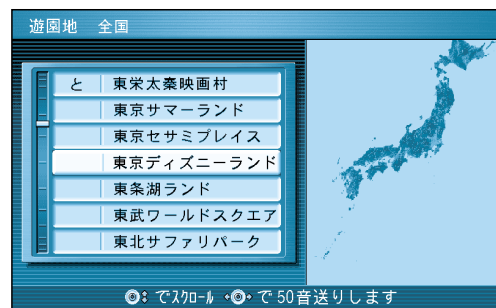 遊園地 全国
と 東栄太秦映画村
東京サマーランド
東京セサミプレイス
東京ディズニーランド
東条湖ランド
東武ワールドスクエア
東北サファリパーク
でスクロール で50音送りします